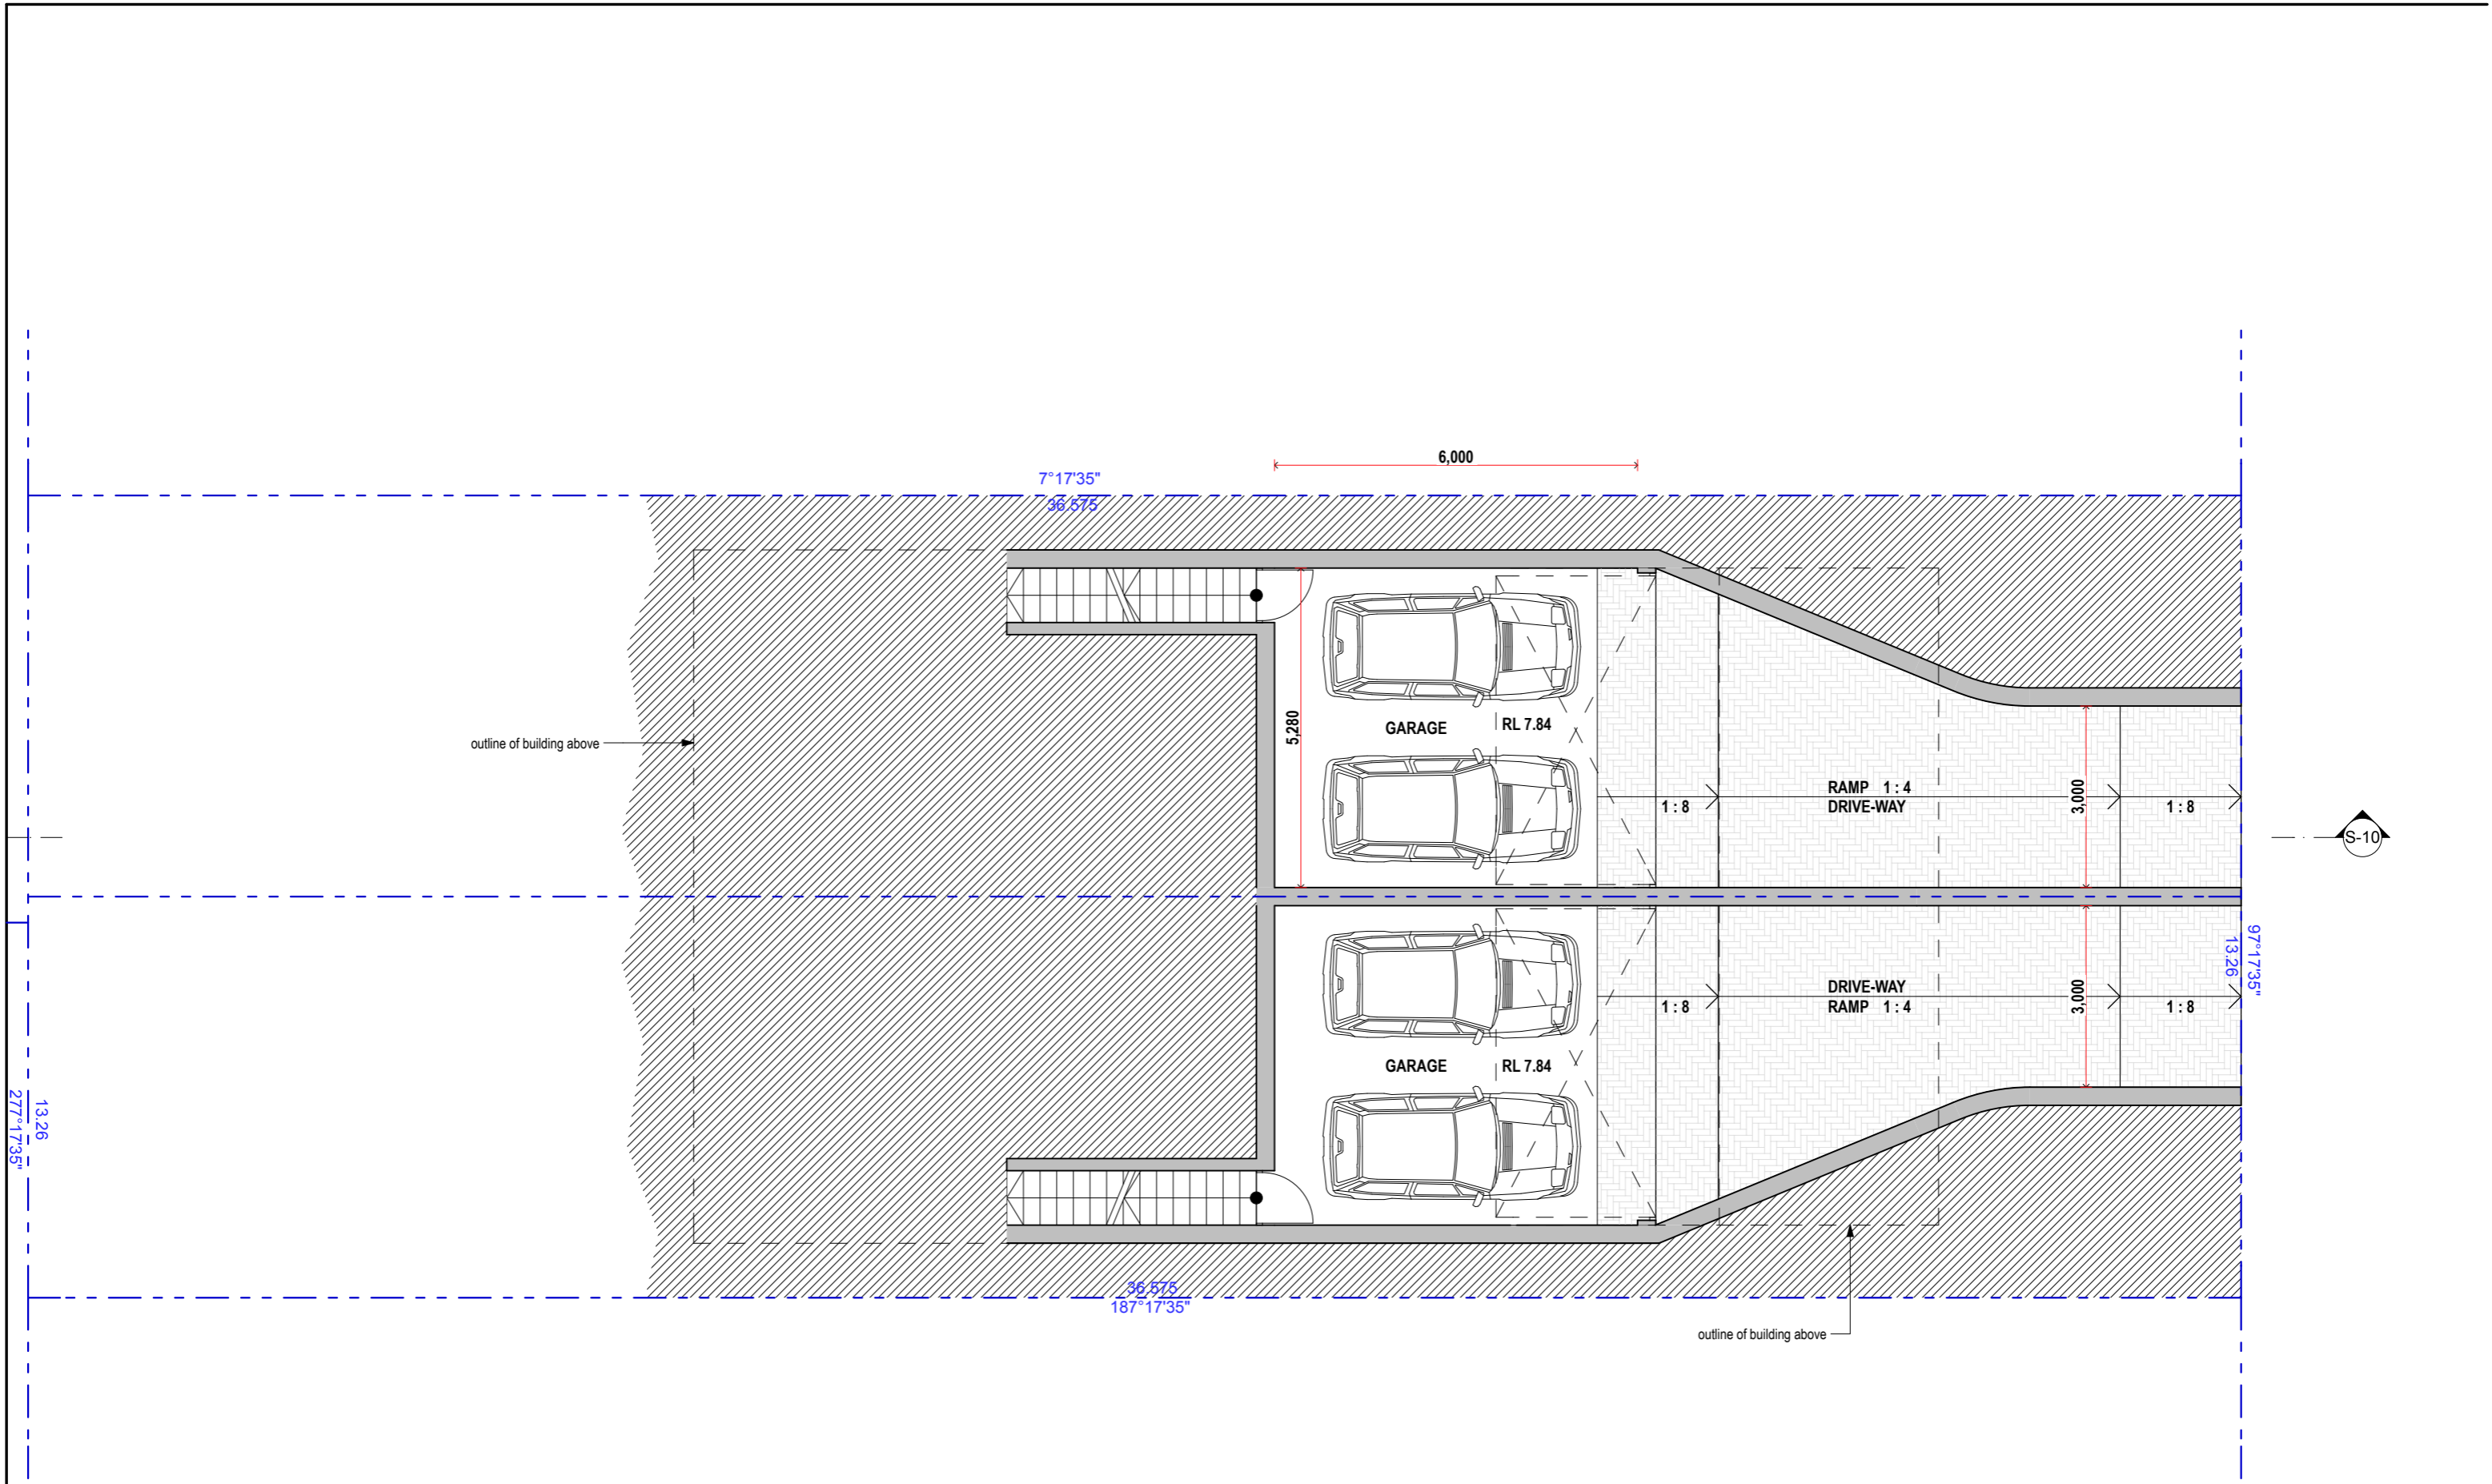 6,000
7°17'35"
36.575
5,280
GARAGE
RL 7.84
outline of building above
1 : 8
RAMP 1 : 4
DRIVE-WAY
3,000
1 : 8
S-10
97°17'35"
13.26
1 : 8
DRIVE-WAY
RAMP 1 : 4
3,000
1 : 8
GARAGE
RL 7.84
13.26
277°17'35"
36.575
187°17'35"
outline of building above